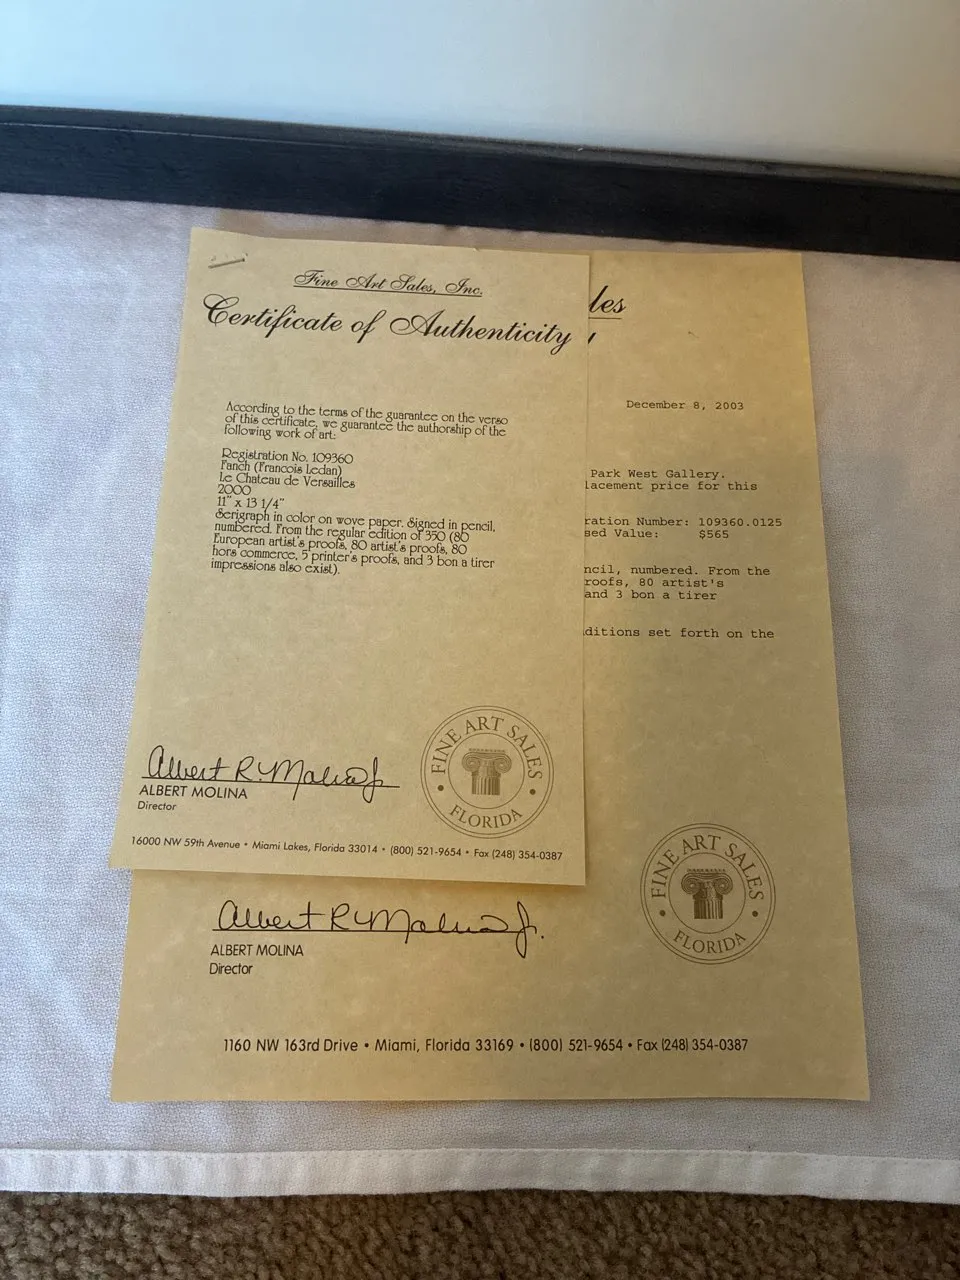 Fine Art Sales, Inc.
Certificate of Authenticity
According to the terms of the guarantee on the verso
of this certificate, we guarantee the authorship of the
following work of art:
Registration No. 109360
Fanch (Francois Ledan)
Le Chateau de Versailles
2000
11" x 13 1/4"
Serigraph in color on wove paper. Signed in pencil,
numbered. From the regular edition of 350 (80
European artist's proofs, 80 artist's proofs, 80
hors commerce, 5 printer's proofs, and 3 bon a tirer
impressions also exist).
Albert R. Molina Jr.
ALBERT MOLINA
Director
FINE ART SALES
FLORIDA
16000 NW 59th Avenue • Miami Lakes, Florida 33014 • (800) 521-9654 • Fax (248) 354-0387
les
December 8, 2003
Park West Gallery.
lacement price for this
ration Number: 109360.0125
sed Value: $565
ncil, numbered. From the
roofs, 80 artist's
and 3 bon a tirer
ditions set forth on the
Albert R. Molina Jr.
ALBERT MOLINA
Director
FINE ART SALES
FLORIDA
1160 NW 163rd Drive • Miami, Florida 33169 • (800) 521-9654 • Fax (248) 354-0387